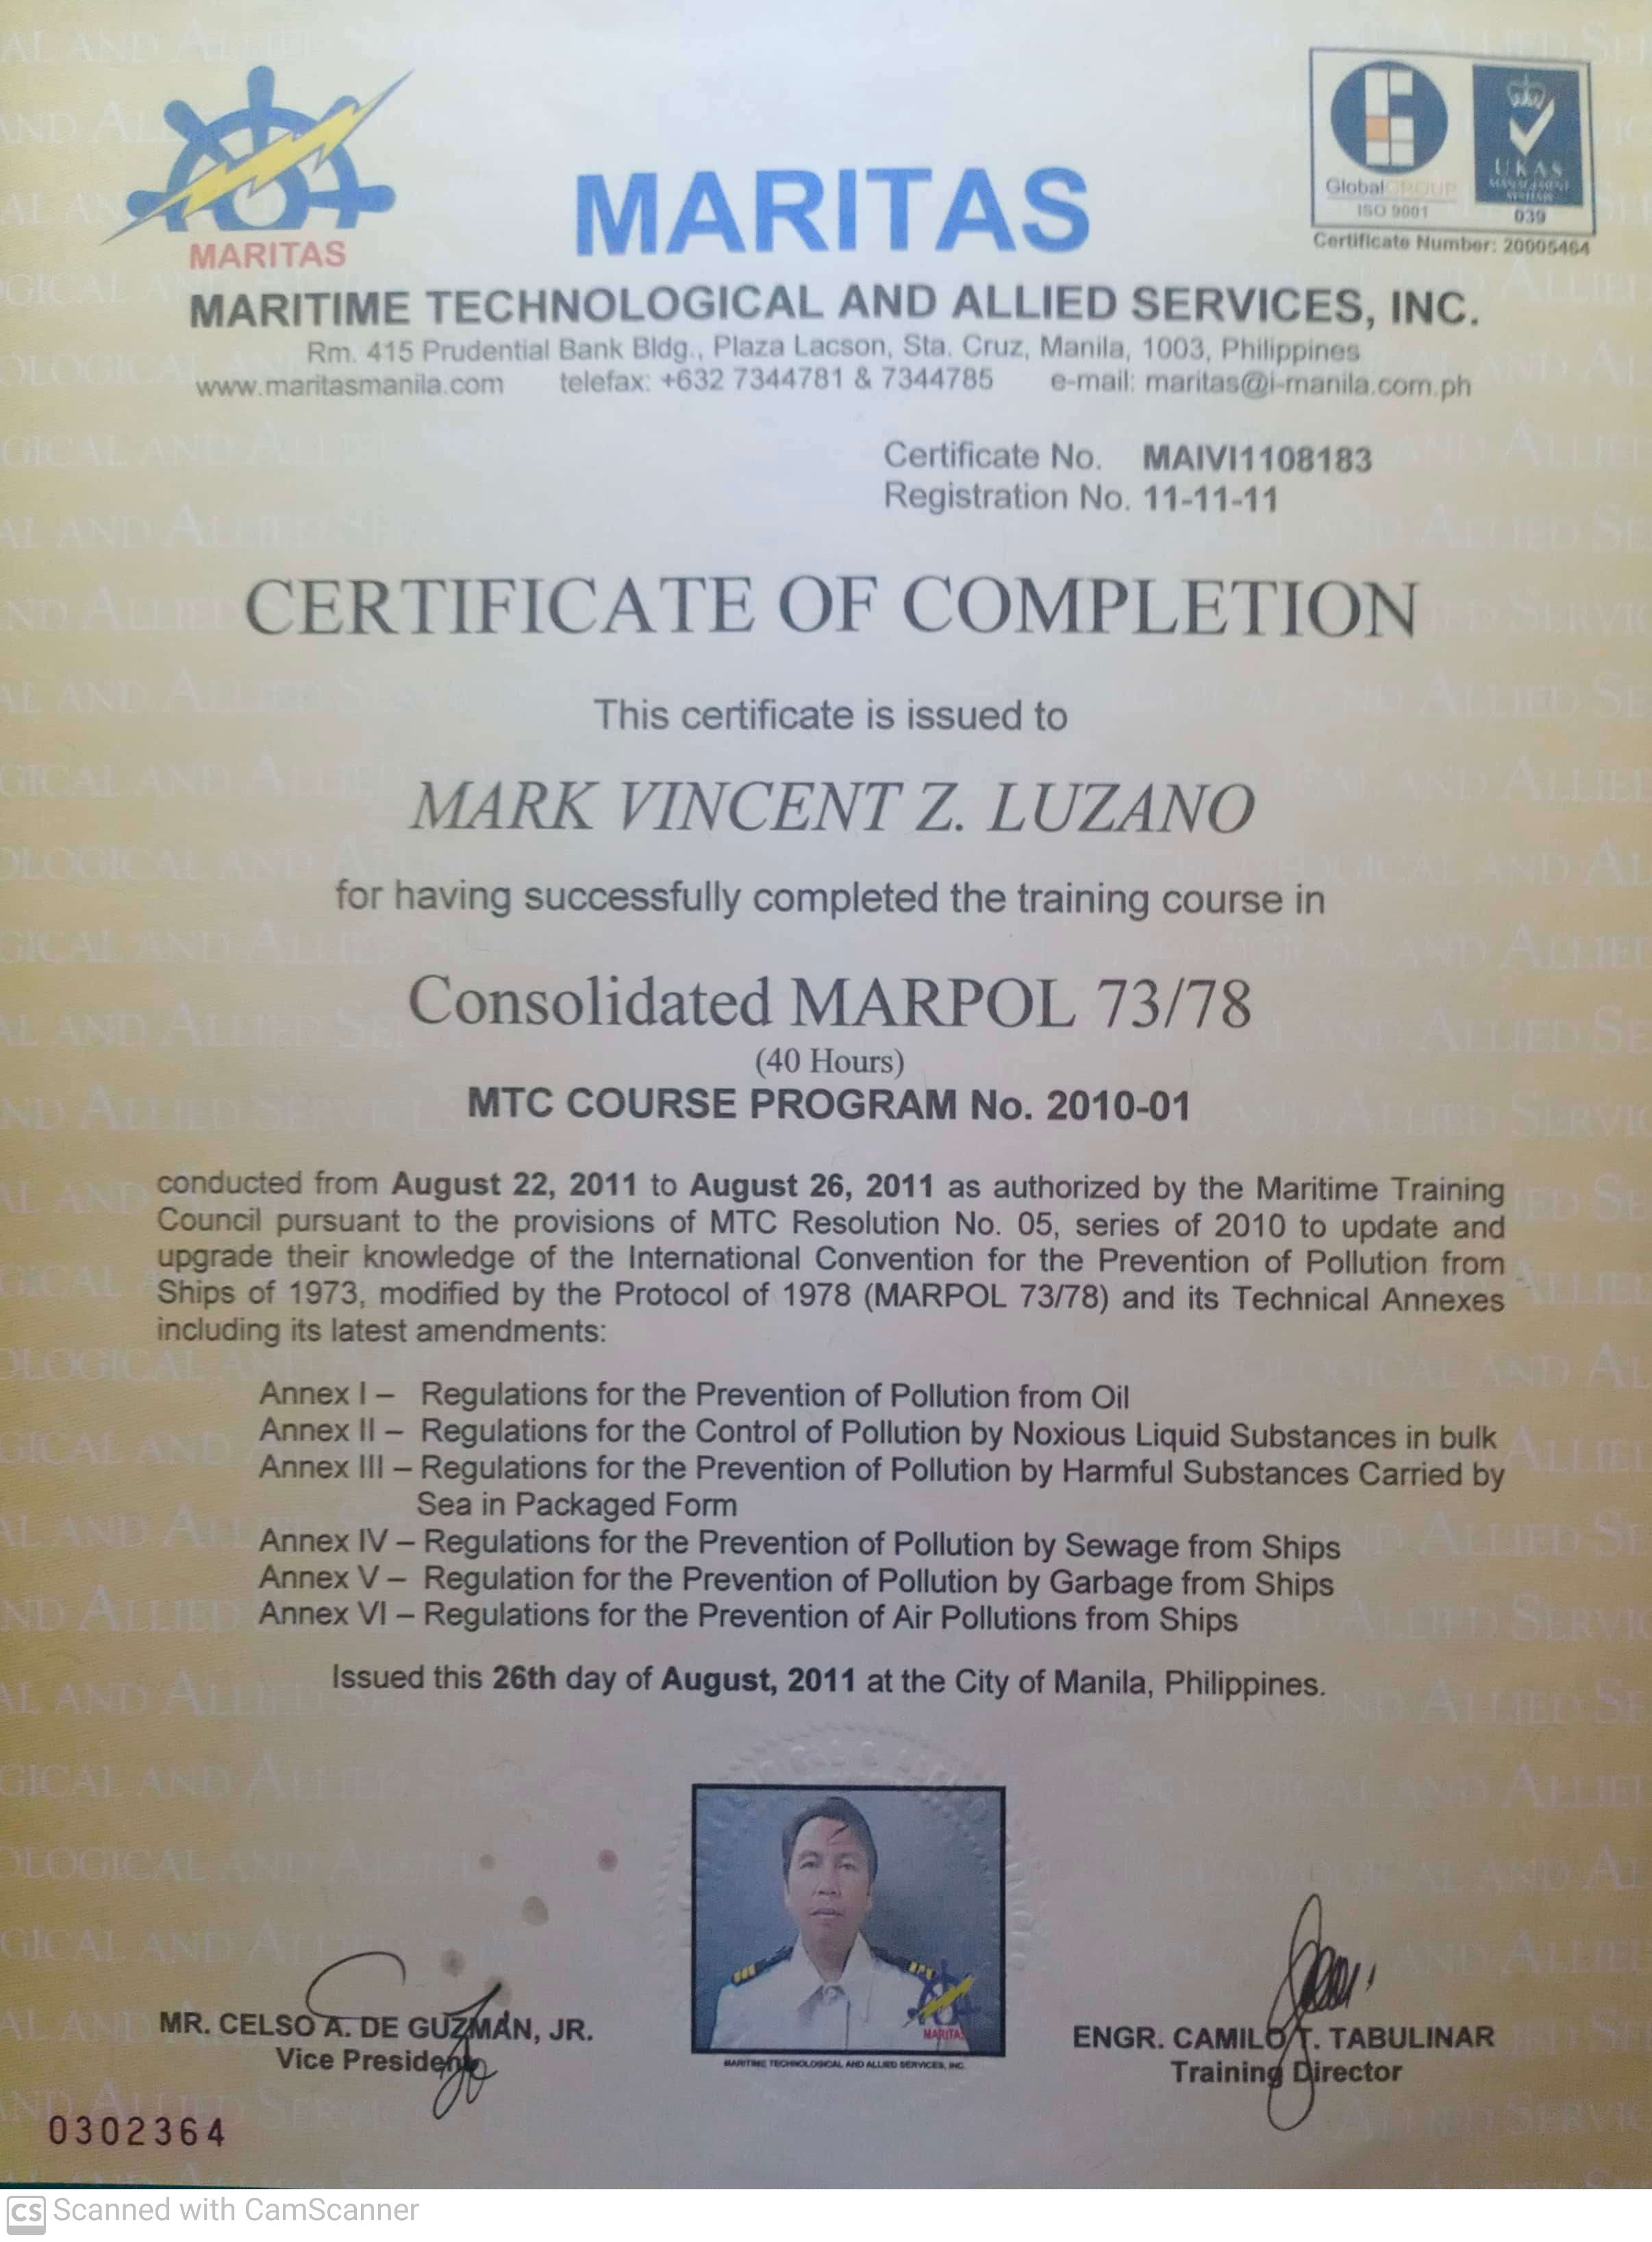 MARITAS
MARITAS
Global GROUP
ISO 9001
UKAS
MANAGEMENT
SYSTEMS
039
Certificate Number: 20005464
MARITIME TECHNOLOGICAL AND ALLIED SERVICES, INC.
Rm. 415 Prudential Bank Bldg., Plaza Lacson, Sta. Cruz, Manila, 1003, Philippines
www.maritasmanila.com telefax: +632 7344781 & 7344785 e-mail: maritas@i-manila.com.ph
Certificate No. MAIVI1108183
Registration No. 11-11-11
CERTIFICATE OF COMPLETION
This certificate is issued to
MARK VINCENT Z. LUZANO
for having successfully completed the training course in
Consolidated MARPOL 73/78
(40 Hours)
MTC COURSE PROGRAM No. 2010-01
conducted from August 22, 2011 to August 26, 2011 as authorized by the Maritime Training
Council pursuant to the provisions of MTC Resolution No. 05, series of 2010 to update and
upgrade their knowledge of the International Convention for the Prevention of Pollution from
Ships of 1973, modified by the Protocol of 1978 (MARPOL 73/78) and its Technical Annexes
including its latest amendments:
Annex I – Regulations for the Prevention of Pollution from Oil
Annex II – Regulations for the Control of Pollution by Noxious Liquid Substances in bulk
Annex III – Regulations for the Prevention of Pollution by Harmful Substances Carried by
Sea in Packaged Form
Annex IV – Regulations for the Prevention of Pollution by Sewage from Ships
Annex V – Regulation for the Prevention of Pollution by Garbage from Ships
Annex VI – Regulations for the Prevention of Air Pollutions from Ships
Issued this 26th day of August, 2011 at the City of Manila, Philippines.
MARITAS
MARITIME TECHNOLOGICAL AND ALLIED SERVICES, INC.
MR. CELSO A. DE GUZMAN, JR.
Vice President
ENGR. CAMILO T. TABULINAR
Training Director
0302364
CS Scanned with CamScanner